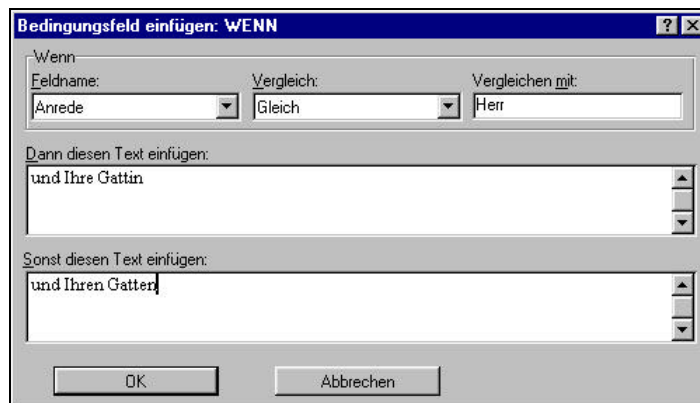 Bedingungsfeld einfügen: WENN
Wenn
Feldname: Vergleich: Vergleichen mit:
Anrede Gleich Herr
Dann diesen Text einfügen:
und Ihre Gattin
Sonst diesen Text einfügen:
und Ihren Gatten
OK Abbrechen